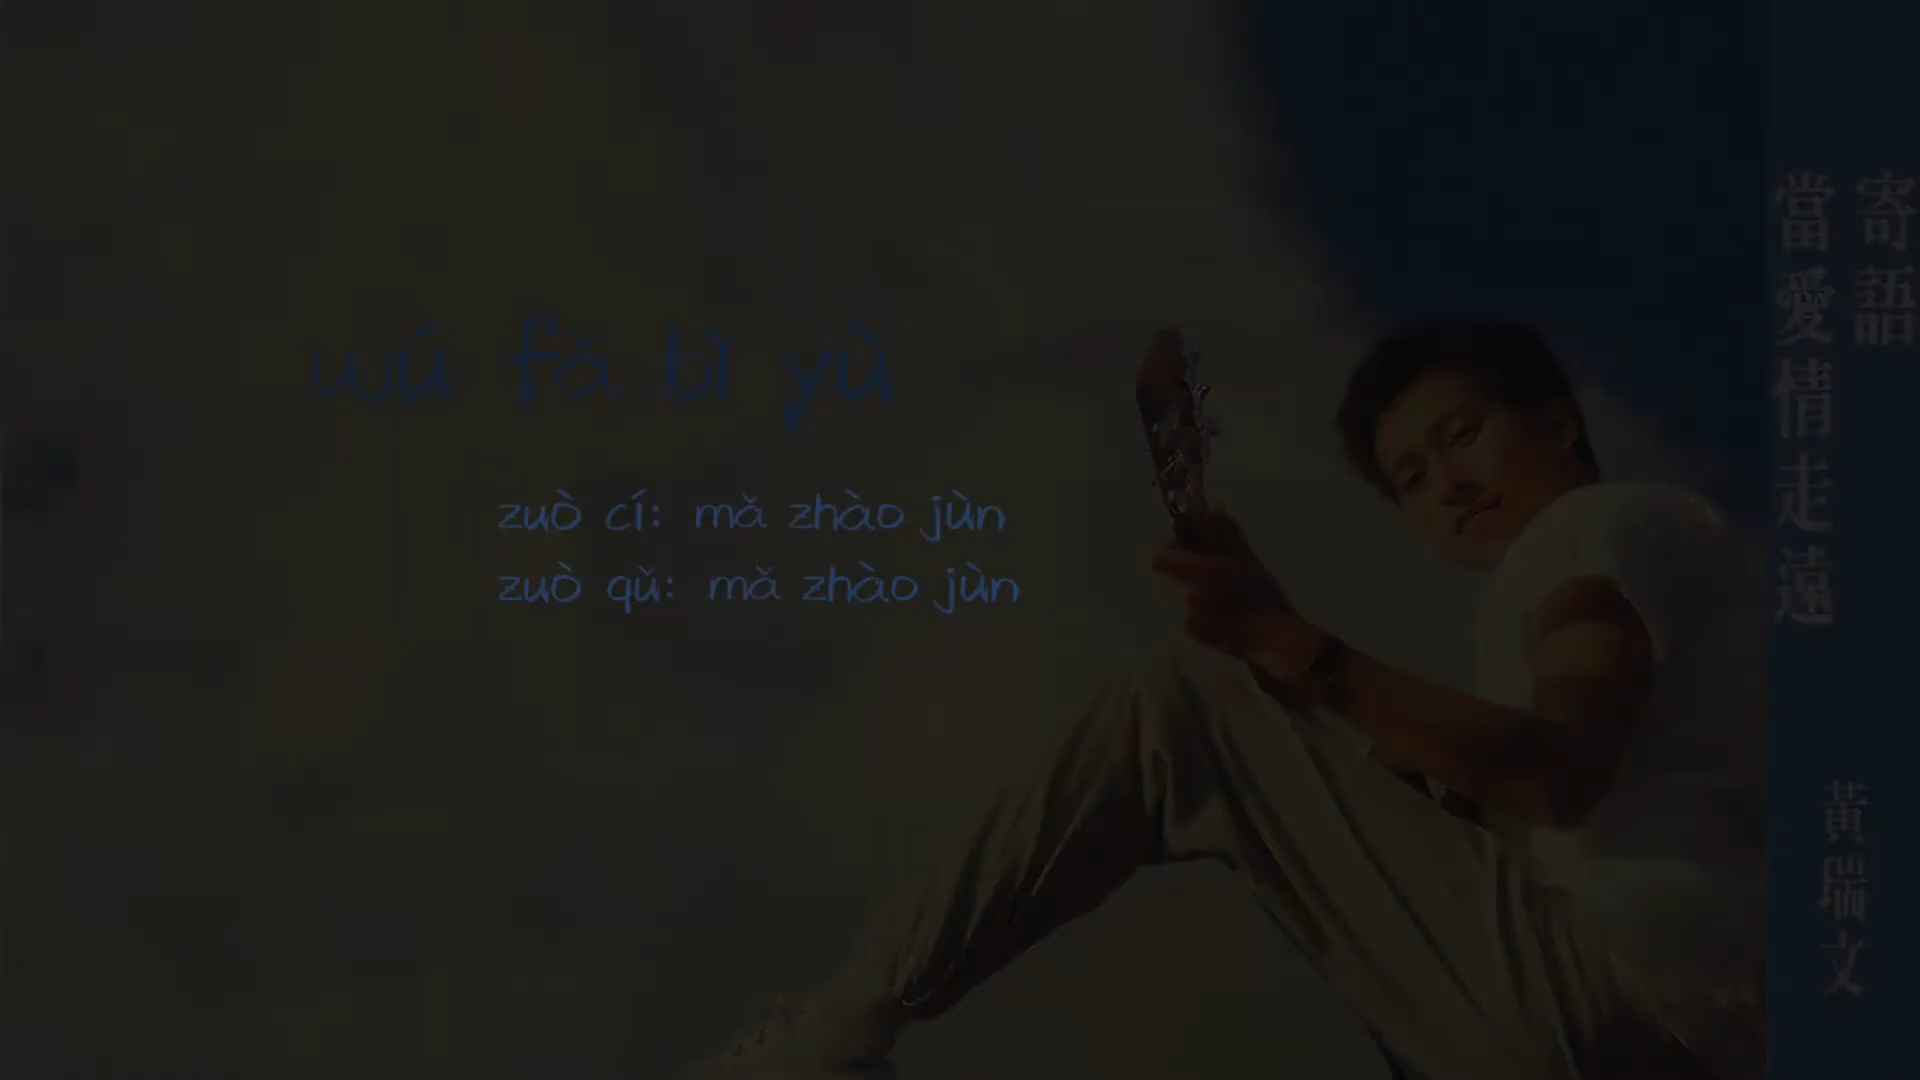 wú fǎ bǐ yù
zuò cí: mǎ zhào jùn
zuò qǔ: mǎ zhào jùn
寄語
當愛情走遠
黃瑞文